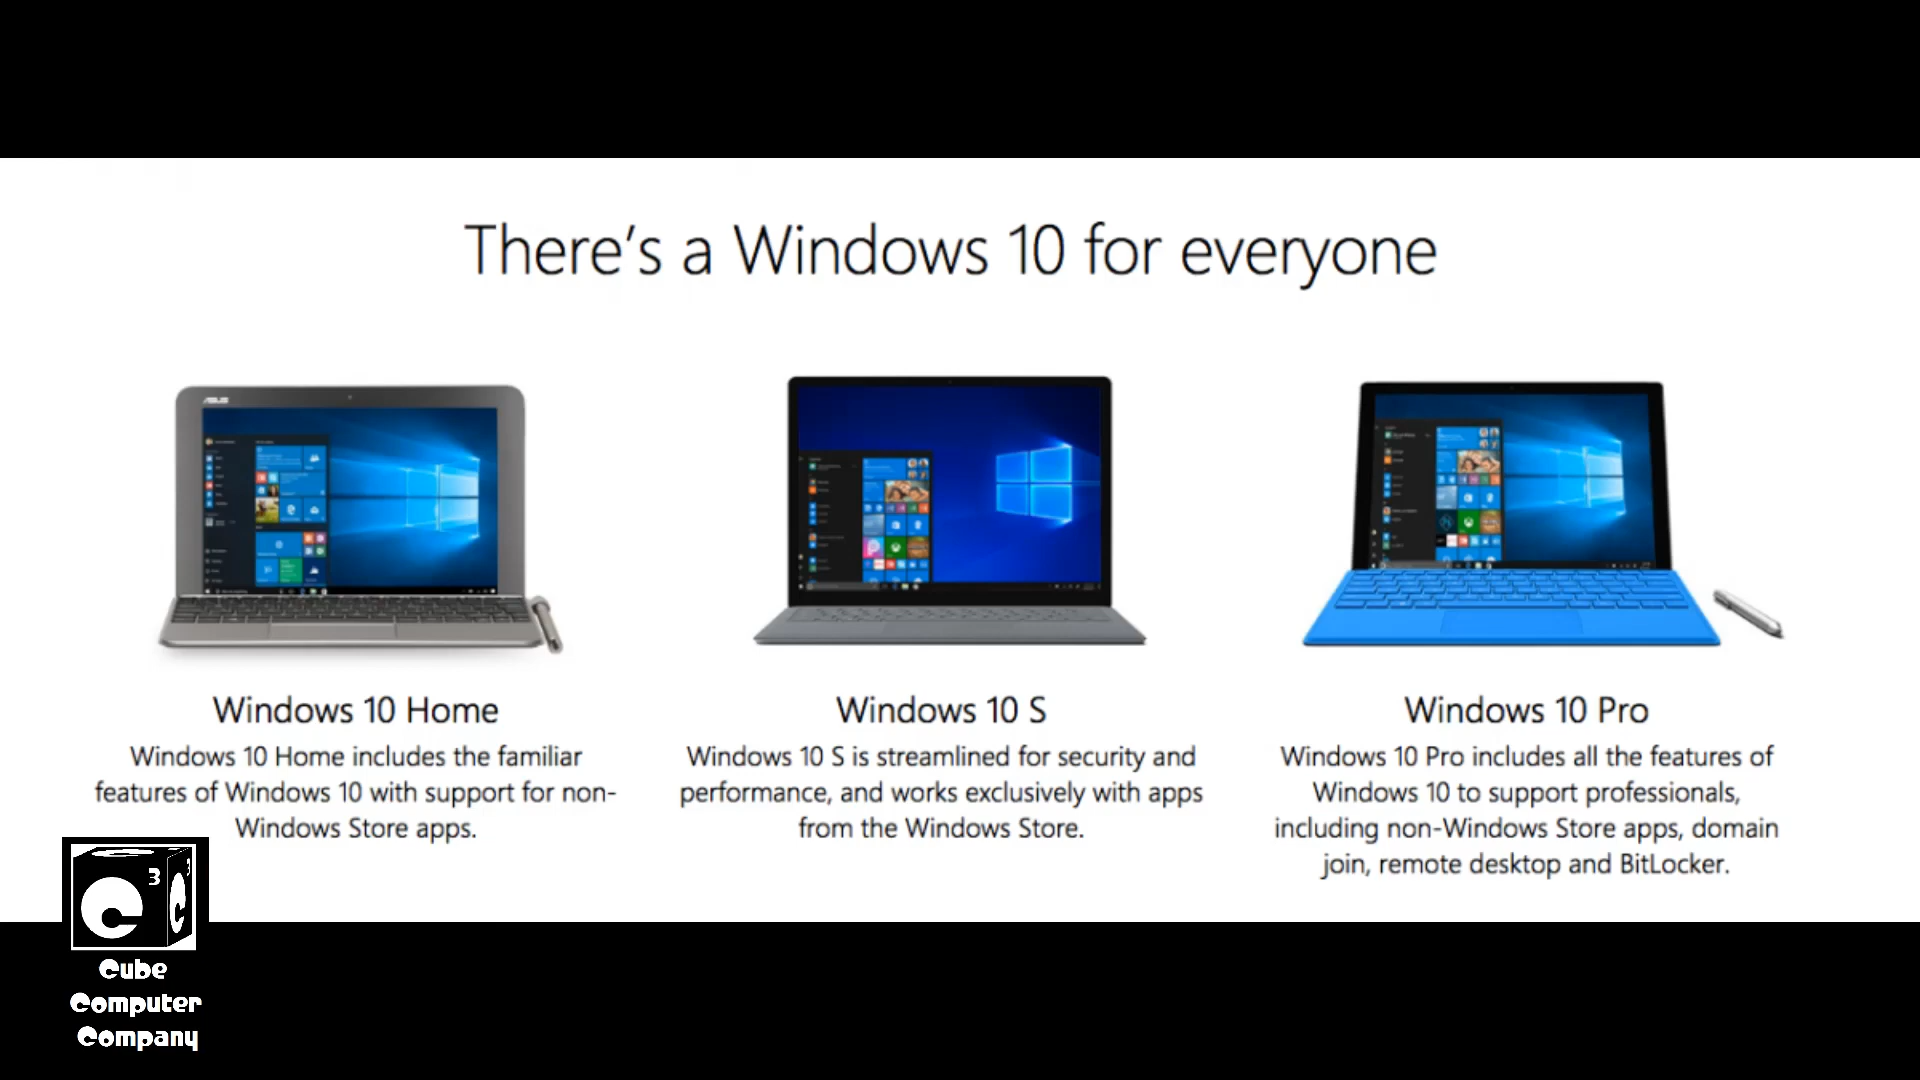 There's a Windows 10 for everyone
ASUS
Windows 10 Home
Windows 10 Home includes the familiar
features of Windows 10 with support for non-
Windows Store apps.
Windows 10 S
Windows 10 S is streamlined for security and
performance, and works exclusively with apps
from the Windows Store.
Windows 10 Pro
Windows 10 Pro includes all the features of
Windows 10 to support professionals,
including non-Windows Store apps, domain
join, remote desktop and BitLocker.
C 3 C 3
Cube
Computer
Company